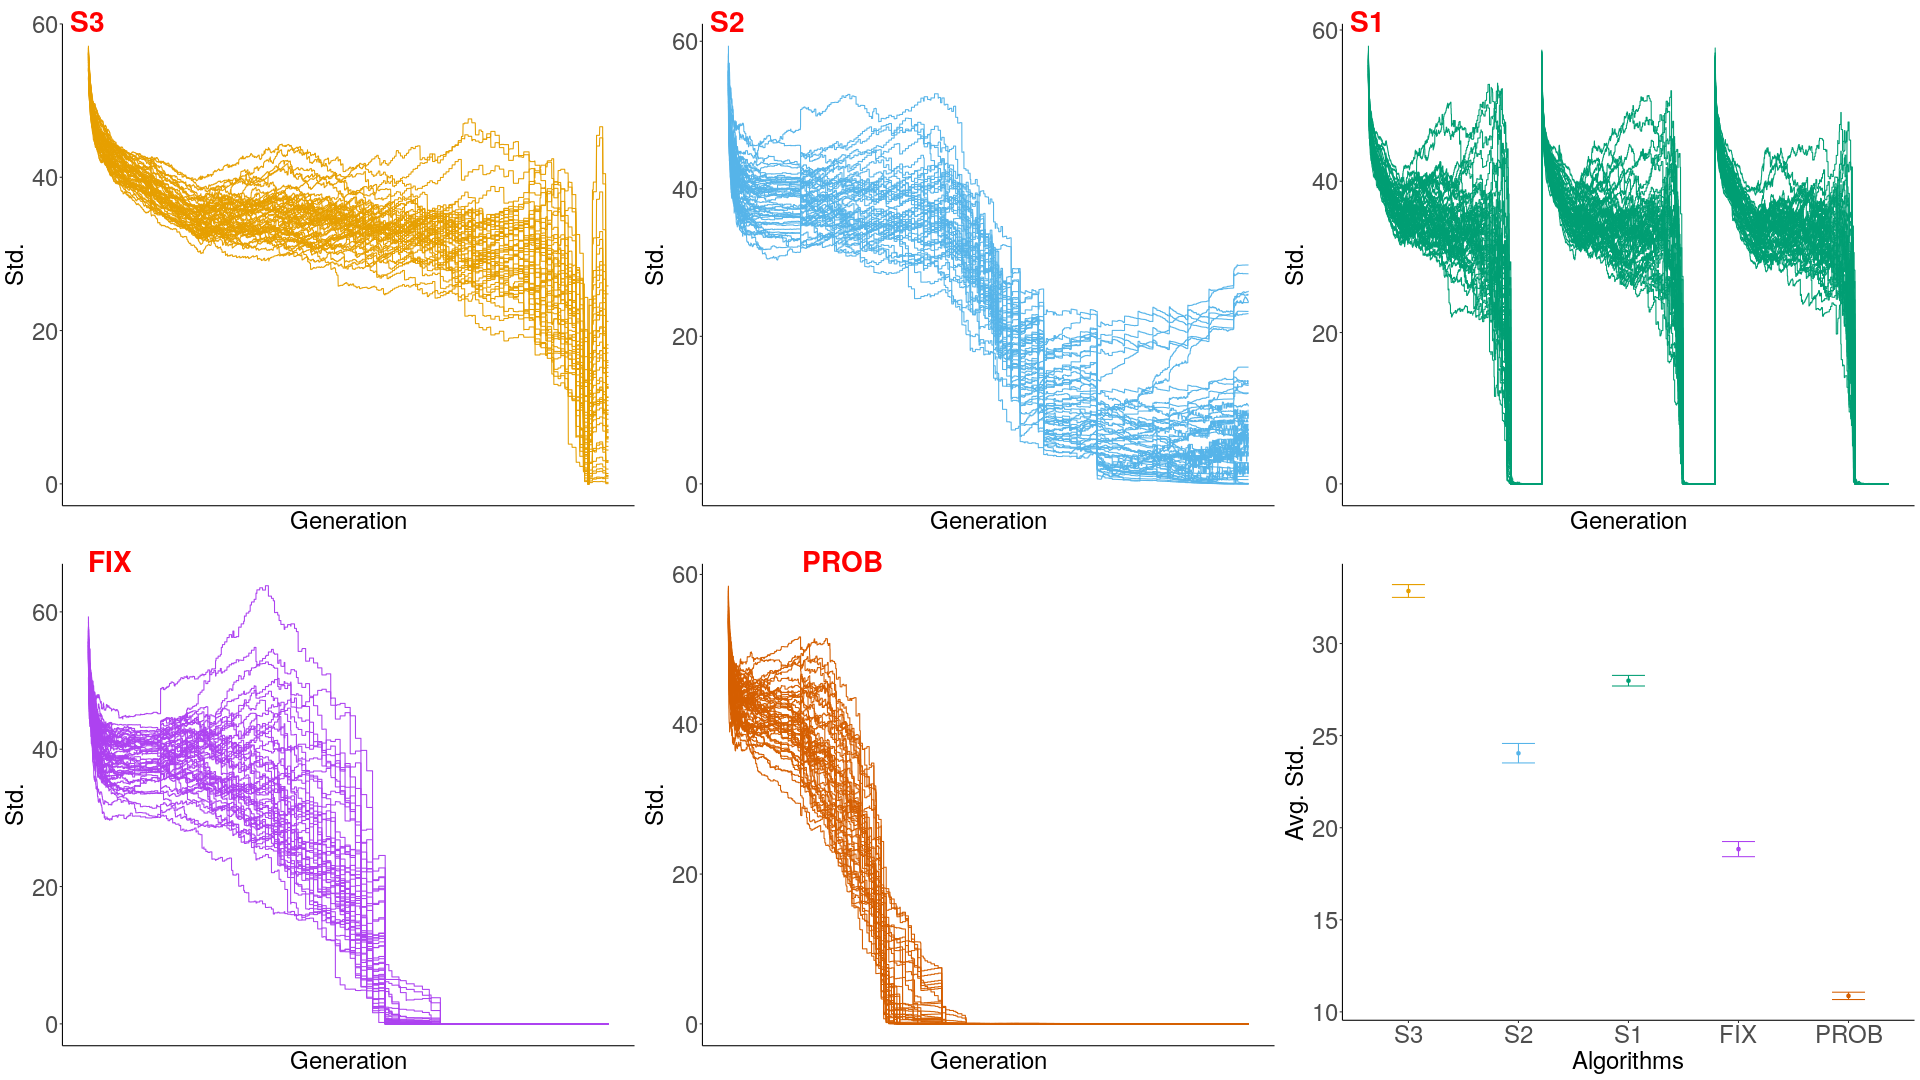 S3
60
40
20
0
Std.
Generation
S2
60
40
20
0
Std.
Generation
S1
60
40
20
0
Std.
Generation
FIX
60
40
20
0
Std.
Generation
PROB
60
40
20
0
Std.
Generation
30
25
20
15
10
Avg. Std.
S3 S2 S1 FIX PROB
Algorithms